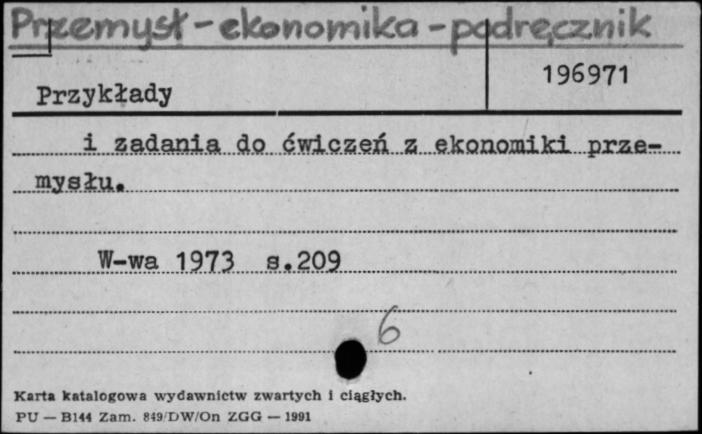 Przemysł - ekonomika - podręcznik
196971
Przykłady
i zadania do ćwiczeń z ekonomiki prze-
mysłu.
W-wa 1973 s.209
6
Karta katalogowa wydawnictw zwartych i ciągłych.
PU — B144 Zam. 849/DW/On ZGG — 1991